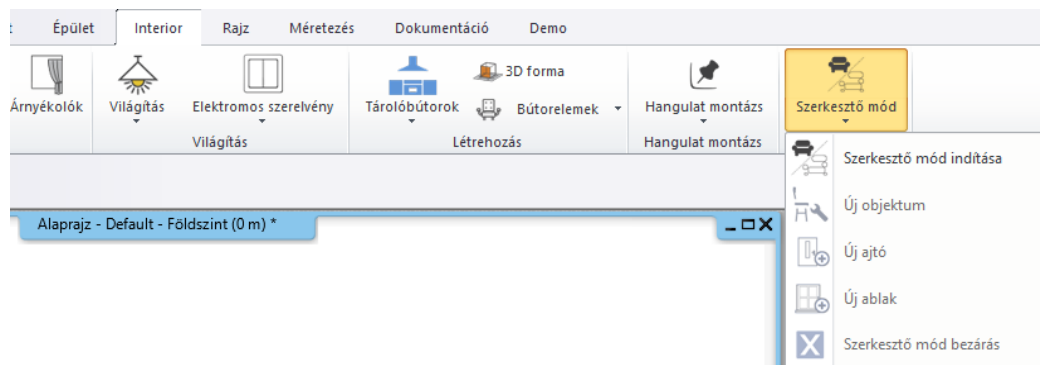 t Épület Interior Rajz Méretezés Dokumentáció Demo
3D forma
Árnyékolók Világítás Elektromos szerelvény Tárolóbútorok Bútorelemek Hangulat montázs Szerkesztő mód
Világítás Létrehozás Hangulat montázs
Szerkesztő mód indítása
Új objektum
Alaprajz - Default - Földszint (0 m) *
Új ajtó
Új ablak
Szerkesztő mód bezárás